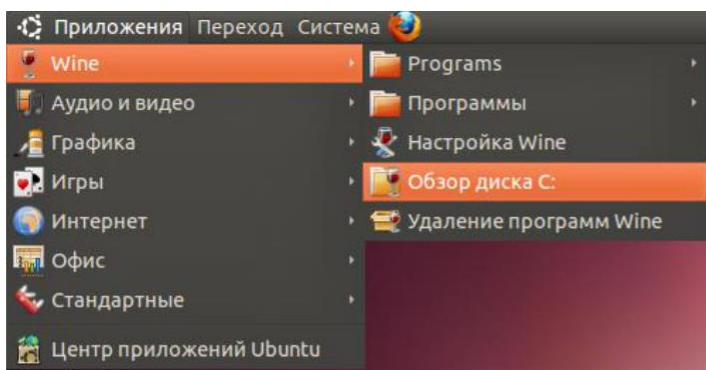 Приложения Переход Система
Wine
Аудио и видео
Графика
Игры
Интернет
Офис
Стандартные
Центр приложений Ubuntu
Programs
Программы
Настройка Wine
Обзор диска C:
Удаление программ Wine